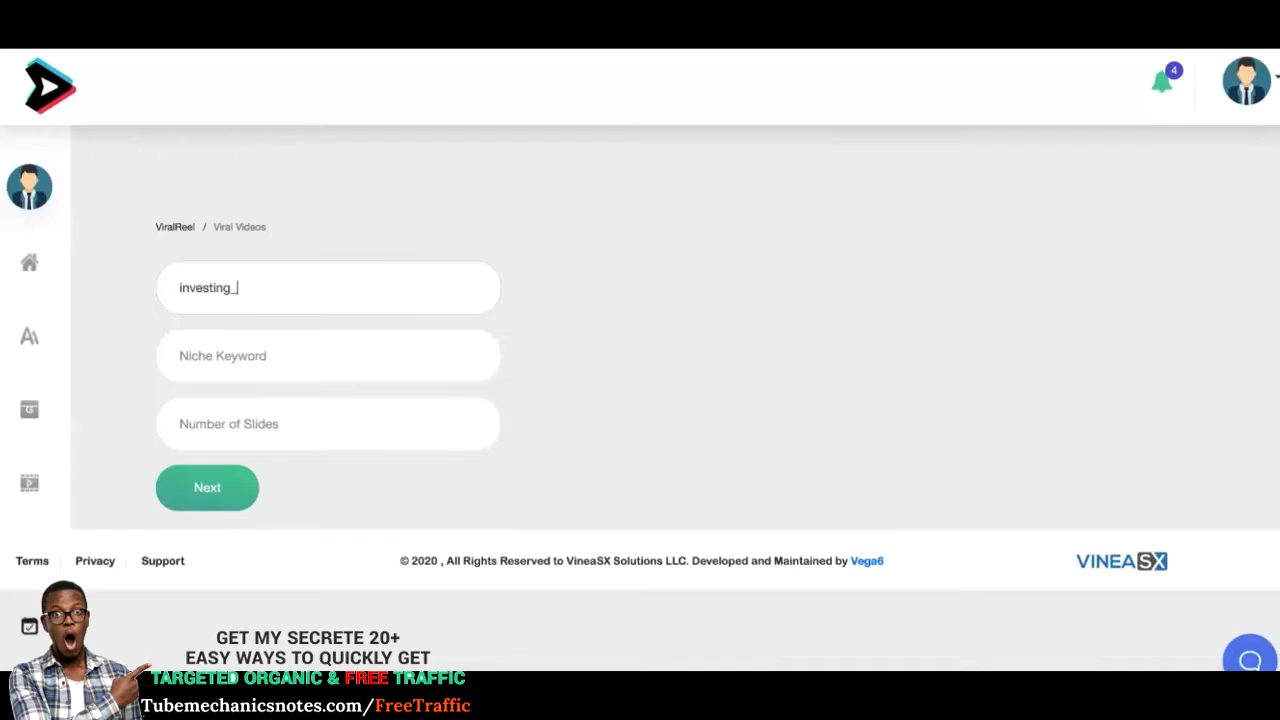 4
ViralReel / Viral Videos
investing_
Niche Keyword
Number of Slides
Next
Terms Privacy Support © 2020 , All Rights Reserved to VineaSX Solutions LLC. Developed and Maintained by Vega6 VINEASX
GET MY SECRETE 20+
EASY WAYS TO QUICKLY GET
TARGETED ORGANIC & FREE TRAFFIC
Tubemechanicsnotes.com/FreeTraffic